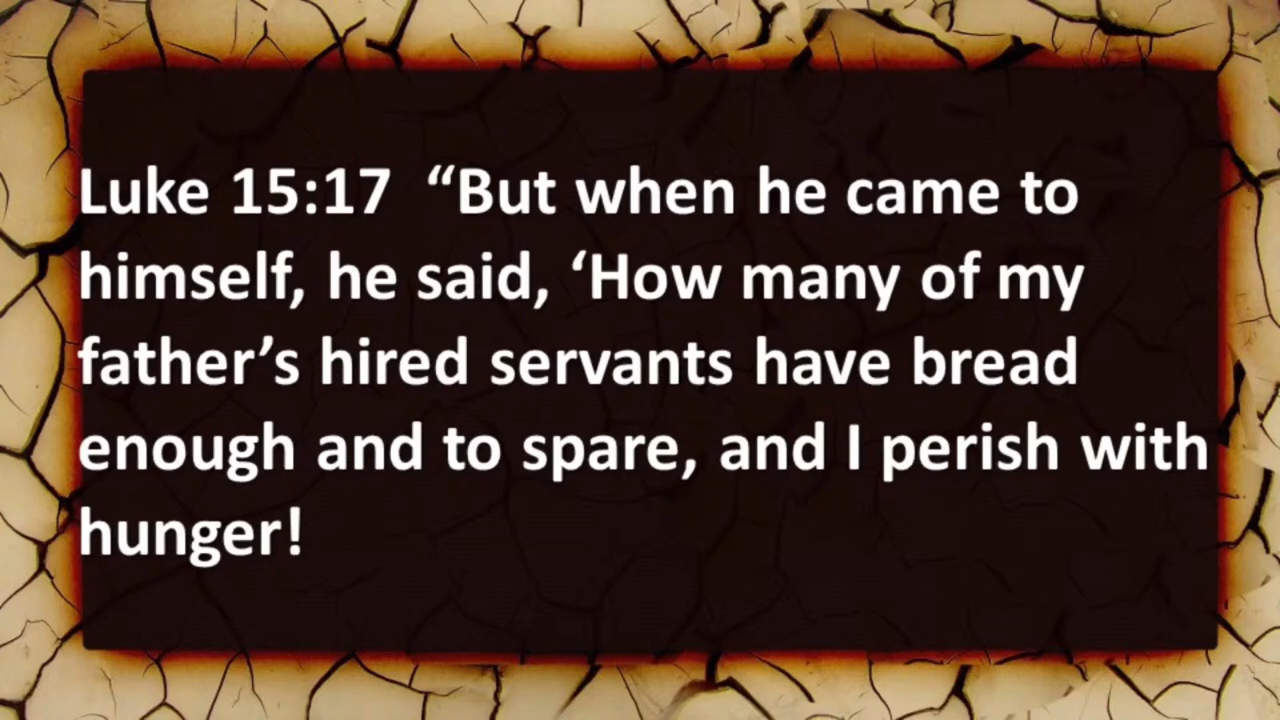 Luke 15:17  “But when he came to
himself, he said, ‘How many of my
father’s hired servants have bread
enough and to spare, and I perish with
hunger!